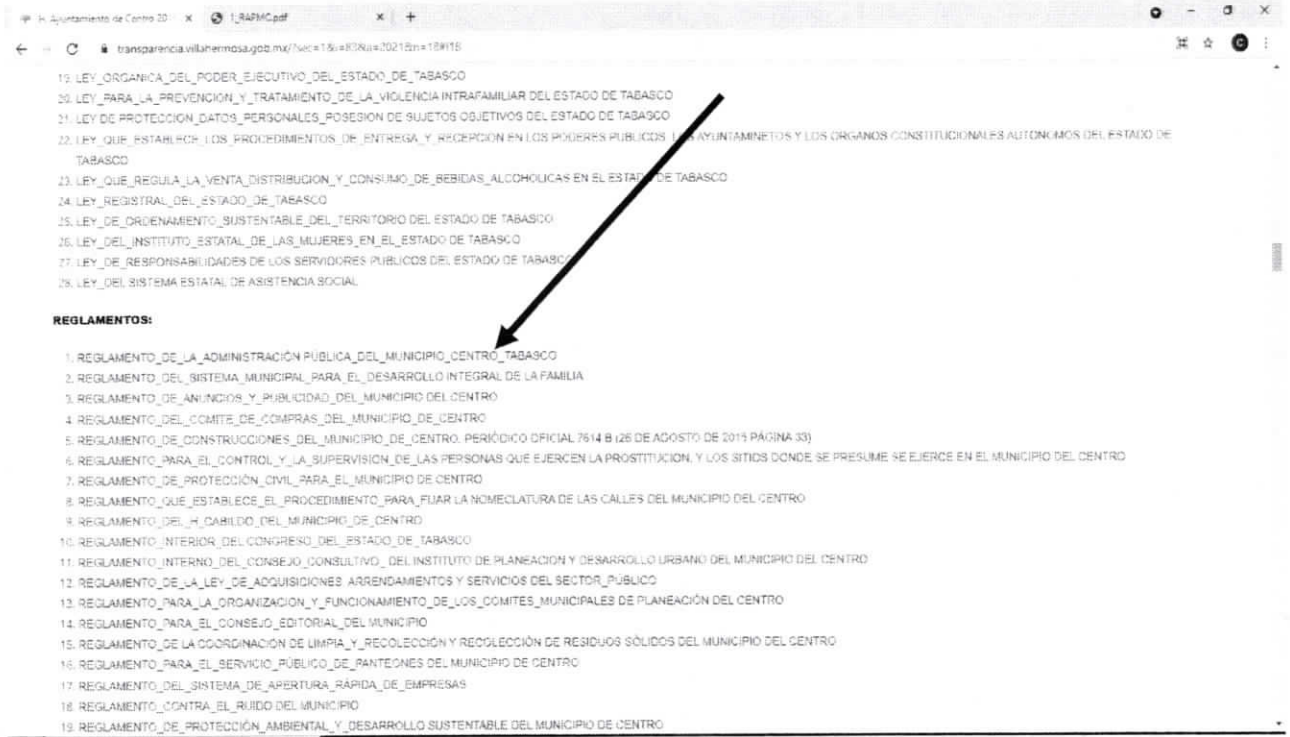 H. Ayuntamiento de Centro 20
1_RAPMC.pdf
transparencia.villahermosa.gob.mx/
19. LEY_ORGANICA_DEL_PODER_EJECUTIVO_DEL_ESTADO_DE_TABASCO
20. LEY_PARA_LA_PREVENCION_Y_TRATAMIENTO_DE_LA_VIOLENCIA INTRAFAMILIAR DEL ESTADO DE TABASCO
21. LEY DE PROTECCION_DATOS_PERSONALES_POSESION DE SUJETOS OBJETIVOS DEL ESTADO DE TABASCO
22. LEY_QUE_ESTABLECE_LOS_PROCEDIMIENTOS_DE_ENTREGA_Y_RECEPCION EN LOS PODERES PUBLICOS, AYUNTAMINETOS Y LOS ORGANOS CONSTITUCIONALES AUTONOMOS DEL ESTADO DE
TABASCO
23. LEY_QUE_REGULA_LA_VENTA_DISTRIBUCION_Y_CONSUMO_DE_BEBIDAS_ALCOHOLICAS EN EL ESTADO DE TABASCO
24. LEY_REGISTRAL_DEL_ESTADO_DE_TABASCO
25. LEY_DE_ORDENAMIENTO_SUSTENTABLE_DEL_TERRITORIO DEL ESTADO DE TABASCO
26. LEY_DEL_INSTITUTO_ESTATAL_DE_LAS_MUJERES_EN_EL_ESTADO DE TABASCO
27. LEY_DE_RESPONSABILIDADES DE LOS SERVIDORES PUBLICOS DEL ESTADO DE TABASCO
28. LEY_DEL SISTEMA ESTATAL DE ASISTENCIA SOCIAL
REGLAMENTOS:
1. REGLAMENTO_DE_LA_ADMINISTRACIÓN PÚBLICA_DEL_MUNICIPIO_CENTRO_TABASCO
2. REGLAMENTO_DEL_SISTEMA_MUNICIPAL_PARA_EL_DESARROLLO INTEGRAL DE LA FAMILIA
3. REGLAMENTO_DE_ANUNCIOS_Y_PUBLICIDAD_DEL_MUNICIPIO DEL CENTRO
4. REGLAMENTO_DEL_COMITE_DE_COMPRAS_DEL_MUNICIPIO_DE_CENTRO
5. REGLAMENTO_DE_CONSTRUCCIONES_DEL_MUNICIPIO_DE_CENTRO. PERIÓDICO OFICIAL 7614 B (26 DE AGOSTO DE 2015 PÁGINA 33)
6. REGLAMENTO_PARA_EL_CONTROL_Y_LA_SUPERVISION_DE_LAS_PERSONAS QUE EJERCEN LA PROSTITUCION, Y LOS SITIOS DONDE SE PRESUME SE EJERCE EN EL MUNICIPIO DEL CENTRO
7. REGLAMENTO_DE_PROTECCIÓN_CIVIL_PARA_EL_MUNICIPIO DE CENTRO
8. REGLAMENTO_QUE_ESTABLECE_EL_PROCEDIMIENTO_PARA_FIJAR LA NOMECLATURA DE LAS CALLES DEL MUNICIPIO DEL CENTRO
9. REGLAMENTO_DEL_H_CABILDO_DEL_MUNICIPIO_DE_CENTRO
10. REGLAMENTO_INTERIOR_DEL CONGRESO_DEL_ESTADO_DE_TABASCO
11. REGLAMENTO_INTERNO_DEL_CONSEJO_CONSULTIVO_ DEL INSTITUTO DE PLANEACION Y DESARROLLO URBANO DEL MUNICIPIO DEL CENTRO
12. REGLAMENTO_DE_LA_LEY_DE_ADQUISICIONES_ARRENDAMIENTOS Y SERVICIOS DEL SECTOR_PÚBLICO
13. REGLAMENTO_PARA_LA_ORGANIZACION_Y_FUNCIONAMIENTO_DE_LOS_COMITES_MUNICIPALES DE PLANEACIÓN DEL CENTRO
14. REGLAMENTO_PARA_EL_CONSEJO_EDITORIAL_DEL MUNICIPIO
15. REGLAMENTO_DE LA COORDINACION DE LIMPIA_Y_RECOLECCIÓN Y RECOLECCIÓN DE RESIDUOS SÓLIDOS DEL MUNICIPIO DEL CENTRO
16. REGLAMENTO_PARA_EL_SERVICIO_PÚBLICO_DE_PANTEONES DEL MUNICIPIO DE CENTRO
17. REGLAMENTO_DEL_SISTEMA_DE_APERTURA_RÁPIDA_DE_EMPRESAS
18. REGLAMENTO_CONTRA_EL_RUIDO DEL MUNICIPIO
19. REGLAMENTO_DE_PROTECCIÓN_AMBIENTAL_Y_DESARROLLO SUSTENTABLE DEL MUNICIPIO DE CENTRO